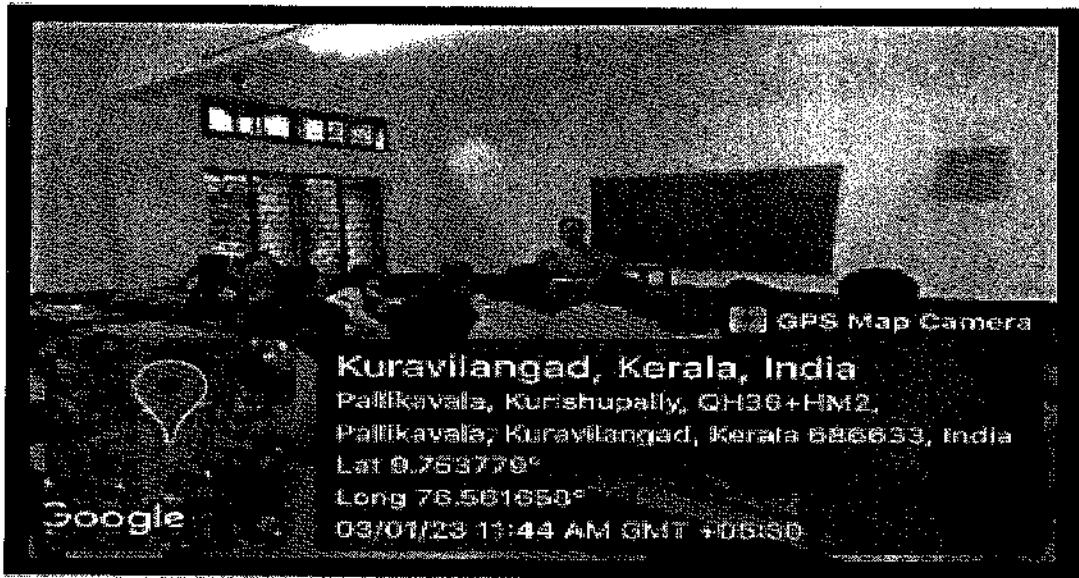 GPS Map Camera
Kuravilangad, Kerala, India
Pallikavala, Kurishupally, QH36+HM2,
Pallikavala, Kuravilangad, Kerala 686633, India
Lat 9.753779°
Long 76.561650°
03/01/23 11:44 AM GMT +05:30
Google